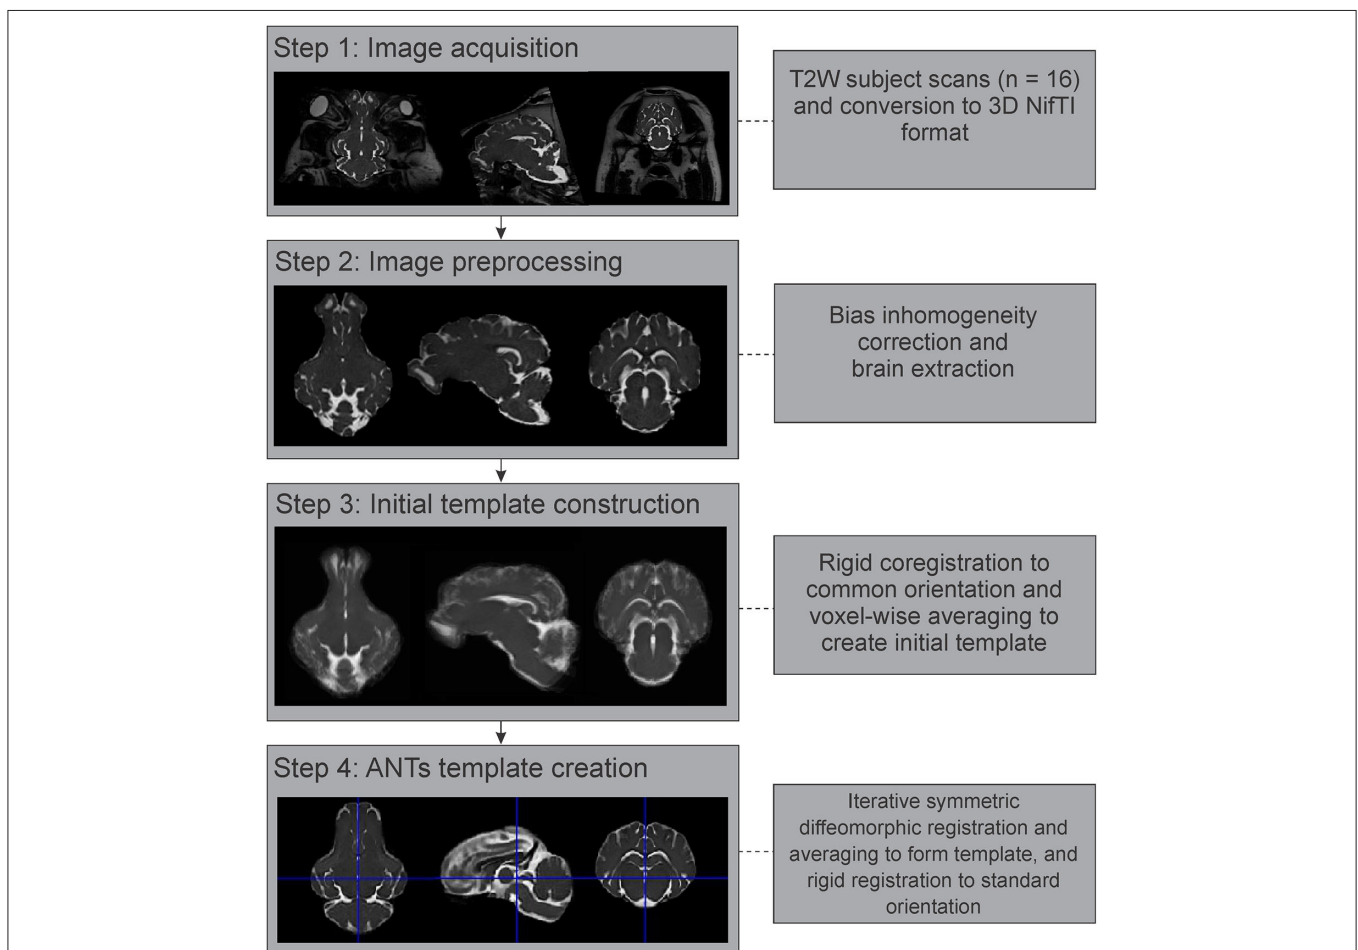 Step 1: Image acquisition
T2W subject scans (n = 16)
and conversion to 3D NifTI
format
Step 2: Image preprocessing
Bias inhomogeneity
correction and
brain extraction
Step 3: Initial template construction
Rigid coregistration to
common orientation and
voxel-wise averaging to
create initial template
Step 4: ANTs template creation
Iterative symmetric
diffeomorphic registration and
averaging to form template, and
rigid registration to standard
orientation